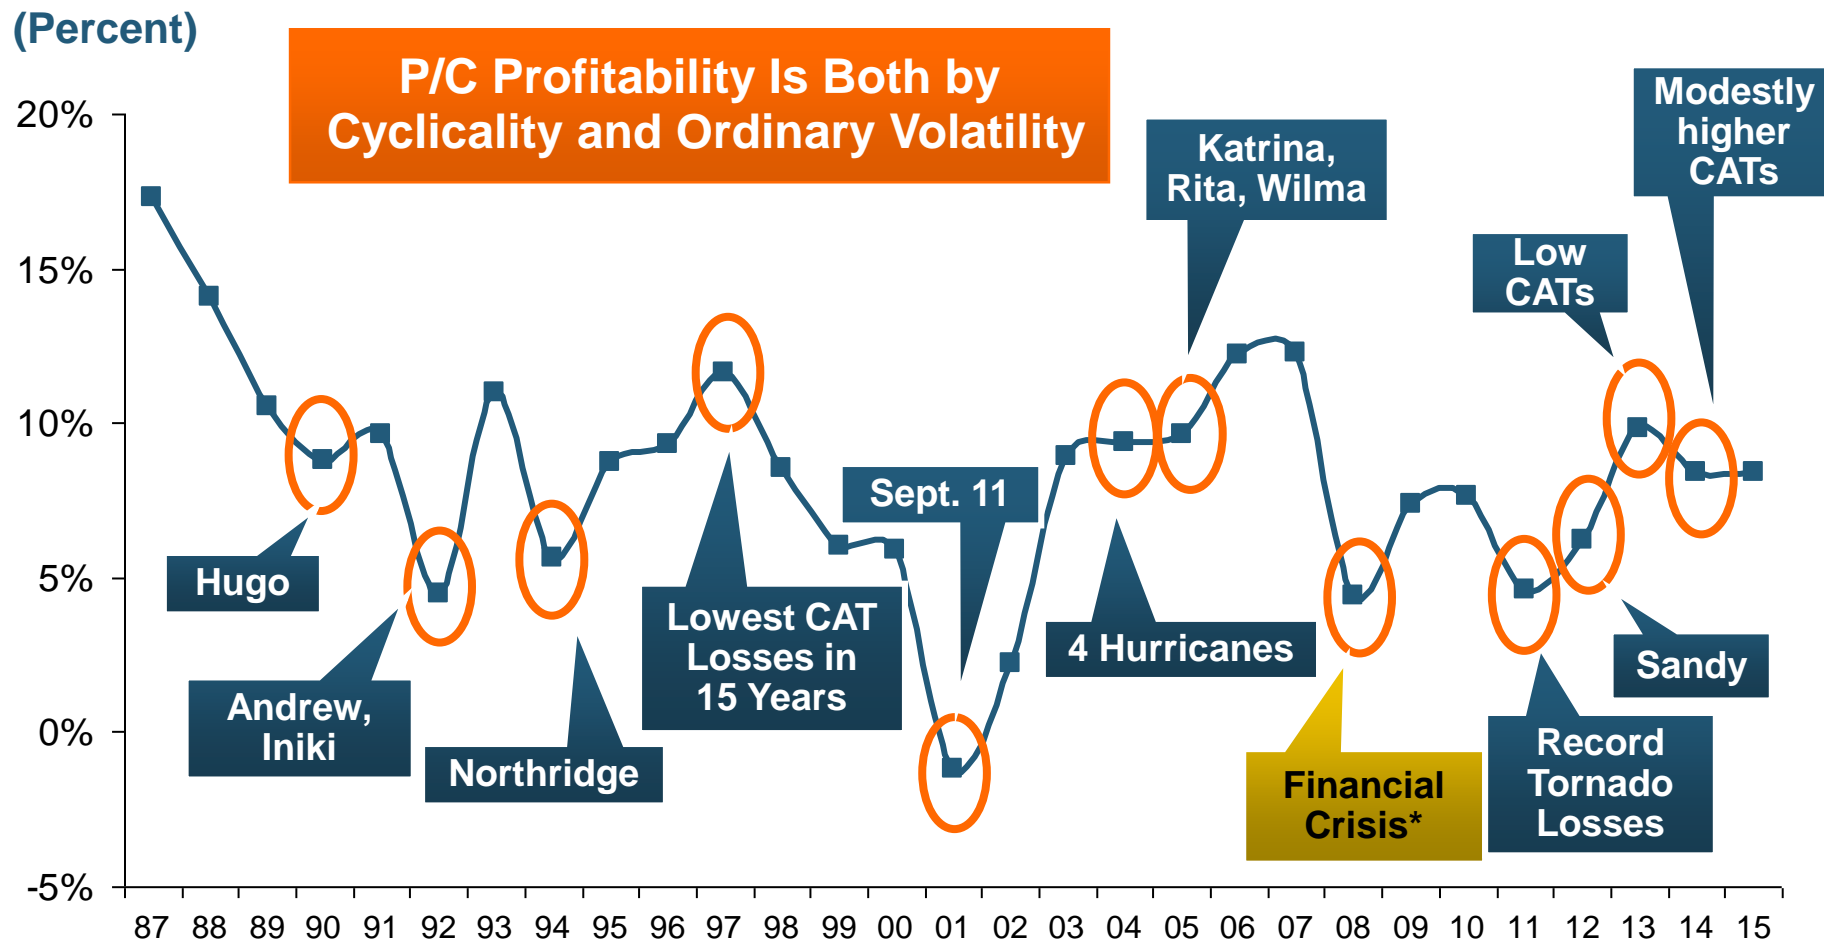 (Percent)
P/C Profitability Is Both by
Cyclicality and Ordinary Volatility
20%
15%
10%
5%
0%
-5%
Hugo
Andrew,
Iniki
Northridge
Lowest CAT
Losses in
15 Years
Sept. 11
4 Hurricanes
Katrina,
Rita, Wilma
Financial
Crisis*
Record
Tornado
Losses
Sandy
Low
CATs
Modestly
higher
CATs
87 88 89 90 91 92 93 94 95 96 97 98 99 00 01 02 03 04 05 06 07 08 09 10 11 12 13 14 15